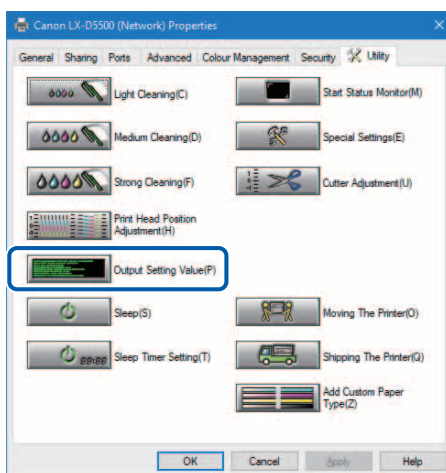 Canon LX-D5500 (Network) Properties
General Sharing Ports Advanced Colour Management Security Utility
Light Cleaning(C)
Start Status Monitor(M)
Medium Cleaning(D)
Special Settings(E)
Strong Cleaning(F)
Cutter Adjustment(U)
Print Head Position
Adjustment(H)
Output Setting Value(P)
Sleep(S)
Moving The Printer(O)
Sleep Timer Setting(T)
Shipping The Printer(Q)
Add Custom Paper
Type(Z)
OK Cancel Apply Help